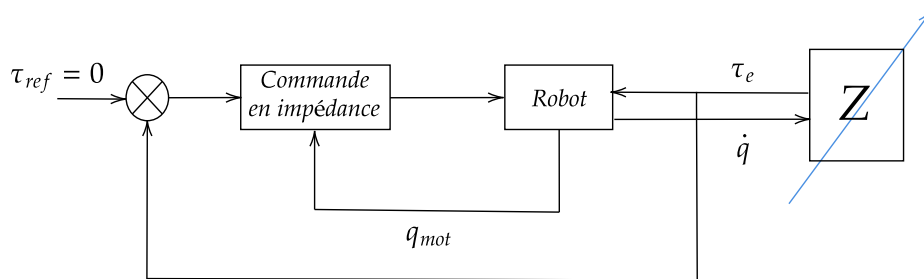 τ_ref = 0
Commande
en impédance
Robot
τ_e
q̇
Z
q_mot